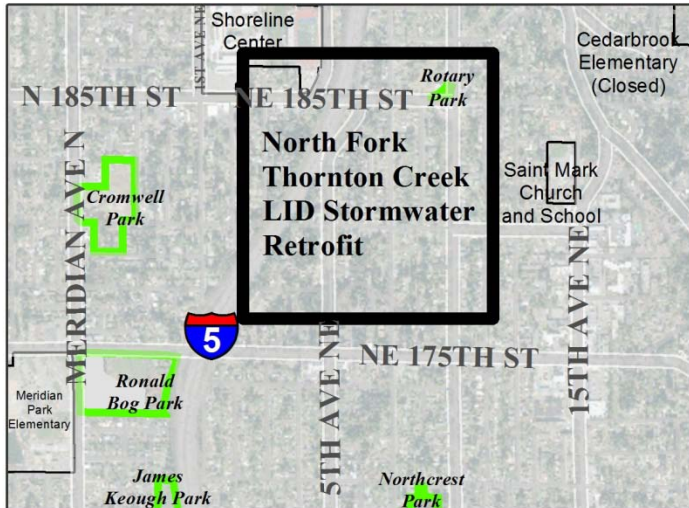 Shoreline
Center
1ST AVE NE
Cedarbrook
Elementary
(Closed)
N 185TH ST
NE 185TH ST
Rotary
Park
MERIDIAN AVE N
Cromwell
Park
North Fork
Thornton Creek
LID Stormwater
Retrofit
Saint Mark
Church
and School
15TH AVE NE
5
NE 175TH ST
5TH AVE NE
Ronald
Bog Park
Meridian
Park
Elementary
James
Keough Park
Northcrest
Park